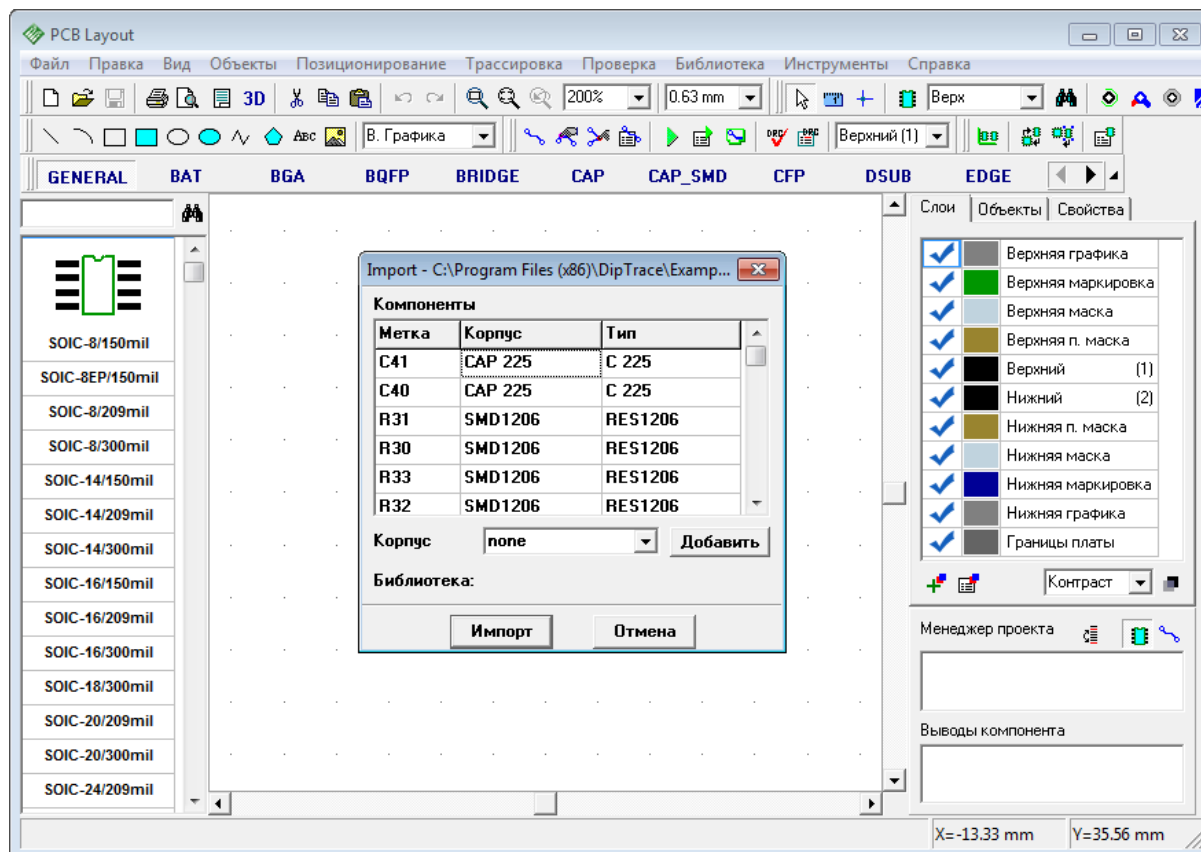 PCB Layout
Файл Правка Вид Объекты Позиционирование Трассировка Проверка Библиотека Инструменты Справка
3D 200% 0.63 mm Верх
ABC В. Графика DRC DRC Верхний (1)
GENERAL BAT BGA BQFP BRIDGE CAP CAP_SMD CFP DSUB EDGE
SOIC-8/150mil
SOIC-8EP/150mil
SOIC-8/209mil
SOIC-8/300mil
SOIC-14/150mil
SOIC-14/209mil
SOIC-14/300mil
SOIC-16/150mil
SOIC-16/209mil
SOIC-16/300mil
SOIC-18/300mil
SOIC-20/209mil
SOIC-20/300mil
SOIC-24/209mil
Import - C:\Program Files (x86)\DipTrace\Examp...
Компоненты
Метка Корпус Тип
C41 CAP 225 C 225
C40 CAP 225 C 225
R31 SMD1206 RES1206
R30 SMD1206 RES1206
R33 SMD1206 RES1206
R32 SMD1206 RES1206
Корпус none Добавить
Библиотека:
Импорт Отмена
Слои Объекты Свойства
Верхняя графика
Верхняя маркировка
Верхняя маска
Верхняя п. маска
Верхний (1)
Нижний (2)
Нижняя п. маска
Нижняя маска
Нижняя маркировка
Нижняя графика
Границы платы
Контраст
Менеджер проекта
Выводы компонента
X=-13.33 mm Y=35.56 mm